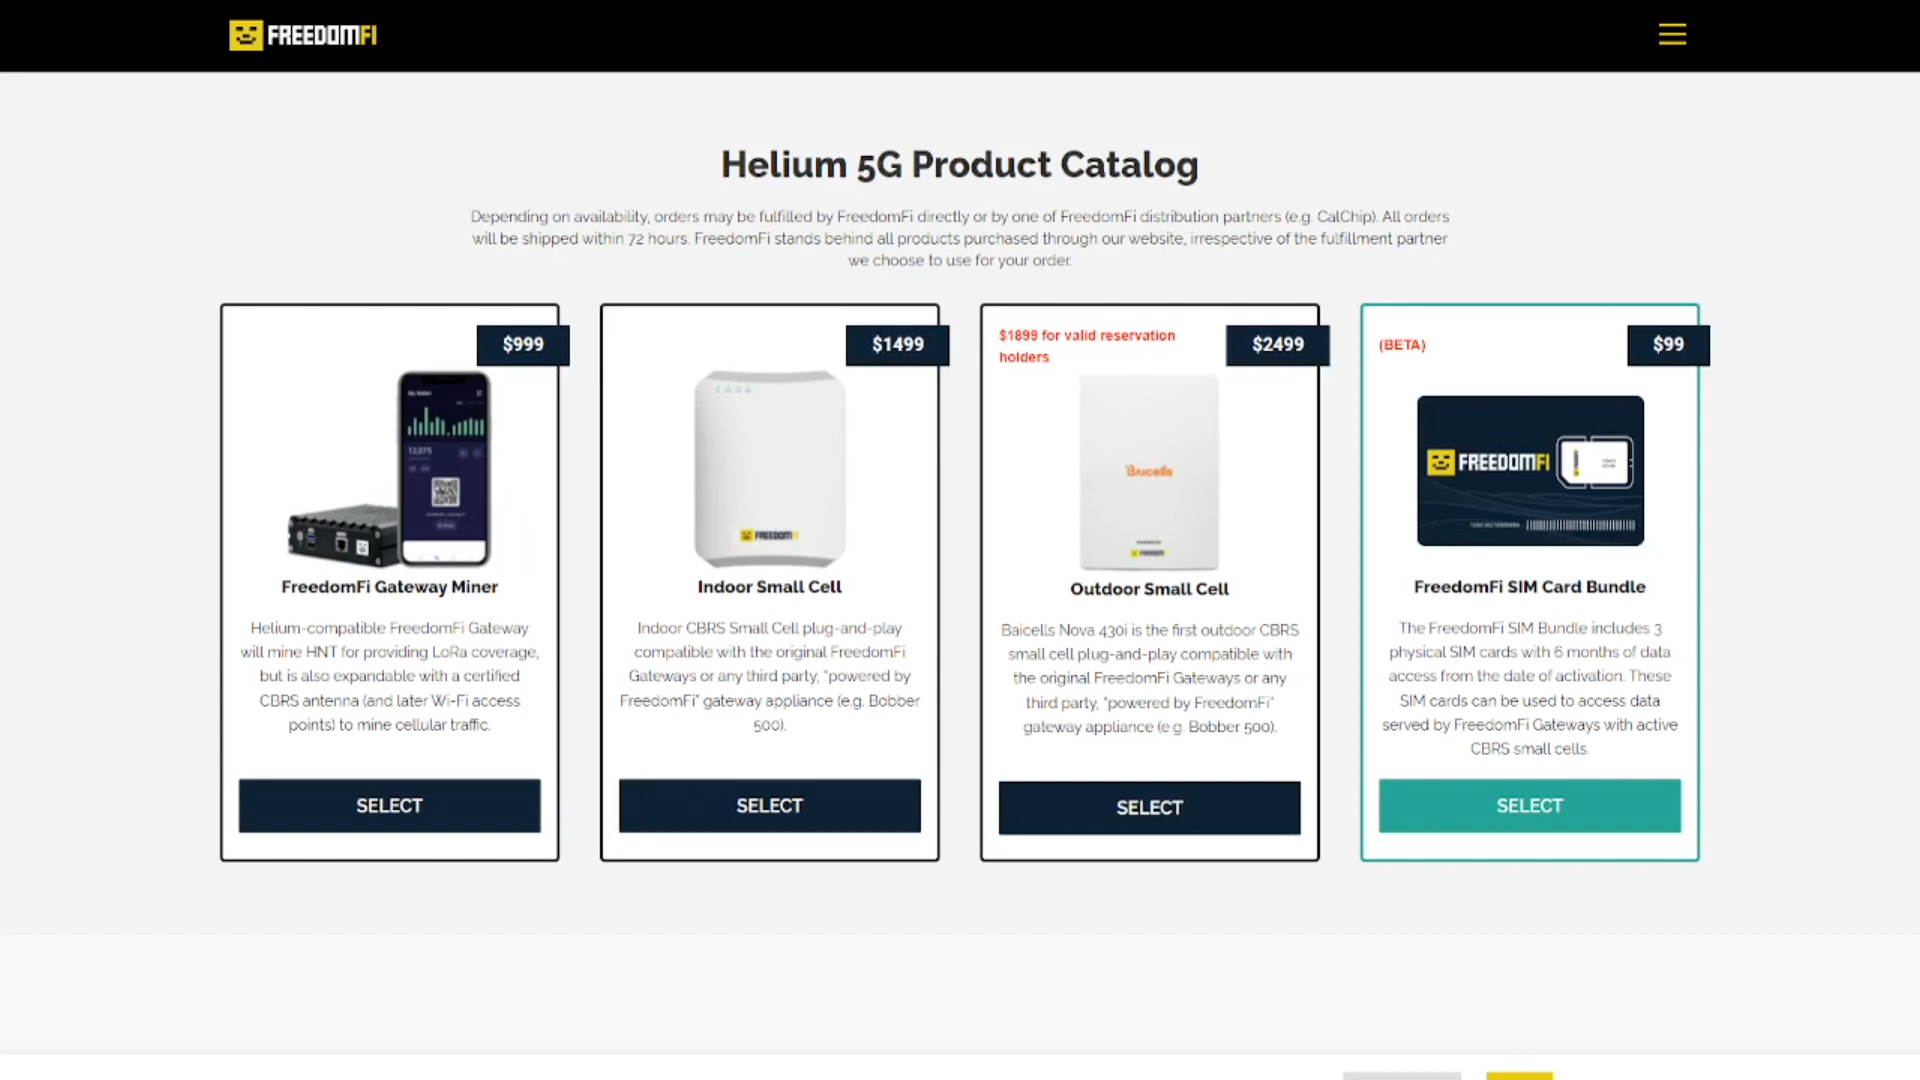 FREEDOMFI
Helium 5G Product Catalog
Depending on availability, orders may be fulfilled by FreedomFi directly or by one of FreedomFi distribution partners (e.g. CalChip). All orders
will be shipped within 72 hours. FreedomFi stands behind all products purchased through our website, irrespective of the fulfillment partner
we choose to use for your order.
$999
FreedomFi Gateway Miner
Helium-compatible FreedomFi Gateway
will mine HNT for providing LoRa coverage,
but is also expandable with a certified
CBRS antenna (and later Wi-Fi access
points) to mine cellular traffic.
SELECT
$1499
FREEDOMFI
Indoor Small Cell
Indoor CBRS Small Cell plug-and-play
compatible with the original FreedomFi
Gateways or any third party, "powered by
FreedomFi" gateway appliance (e.g. Bobber
500).
SELECT
$1899 for valid reservation
holders
$2499
Baicells
FREEDOMFI
Outdoor Small Cell
Baicells Nova 430i is the first outdoor CBRS
small cell plug-and-play compatible with
the original FreedomFi Gateways or any
third party, "powered by FreedomFi"
gateway appliance (e.g. Bobber 500).
SELECT
(BETA)
$99
FREEDOMFI
FreedomFi SIM Card Bundle
The FreedomFi SIM Bundle includes 3
physical SIM cards with 6 months of data
access from the date of activation. These
SIM cards can be used to access data
served by FreedomFi Gateways with active
CBRS small cells.
SELECT